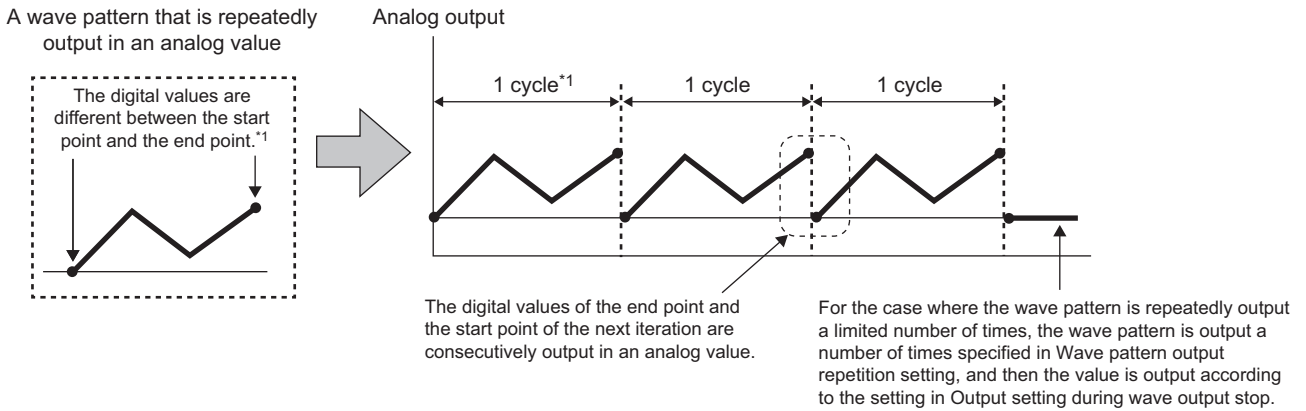 A wave pattern that is repeatedly
output in an analog value
The digital values are
different between the start
point and the end point.*1
Analog output
1 cycle*1
1 cycle
1 cycle
The digital values of the end point and
the start point of the next iteration are
consecutively output in an analog value.
For the case where the wave pattern is repeatedly output
a limited number of times, the wave pattern is output a
number of times specified in Wave pattern output
repetition setting, and then the value is output according
to the setting in Output setting during wave output stop.